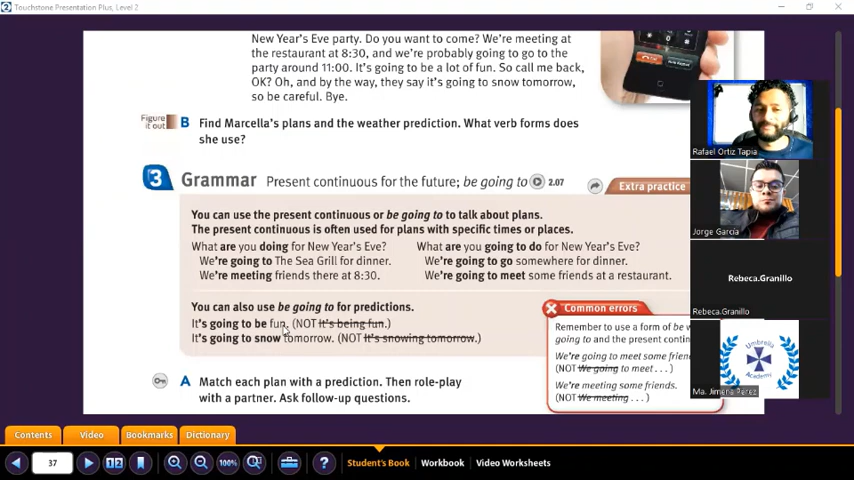 Touchstone Presentation Plus, Level 2
New Year's Eve party. Do you want to come? We're meeting at
the restaurant at 8:30, and we're probably going to go to the
party around 11:00. It's going to be a lot of fun. So call me back,
OK? Oh, and by the way, they say it's going to snow tomorrow,
so be careful. Bye.
Figure it out
B Find Marcella's plans and the weather prediction. What verb forms does
she use?
3 Grammar Present continuous for the future; be going to 2.07
Extra practice
You can use the present continuous or be going to to talk about plans.
The present continuous is often used for plans with specific times or places.
What are you doing for New Year's Eve? What are you going to do for New Year's Eve?
We're going to The Sea Grill for dinner. We're going to go somewhere for dinner.
We're meeting friends there at 8:30. We're going to meet some friends at a restaurant.
You can also use be going to for predictions.
It's going to be fun. (NOT It's being fun.)
It's going to snow tomorrow. (NOT It's snowing tomorrow.)
Common errors
Remember to use a form of be
going to and the present contin
We're going to meet some frien
(NOT We going to meet . . . )
We're meeting some friends.
(NOT We meeting . . . )
A Match each plan with a prediction. Then role-play
with a partner. Ask follow-up questions.
Rafael Ortiz Tapia
Jorge García
Rebeca.Granillo
Rebeca.Granillo
Umbrella
Academy
Ma. Jimena Perez
Contents Video Bookmarks Dictionary
37 1 2 100% ? Student's Book Workbook Video Worksheets